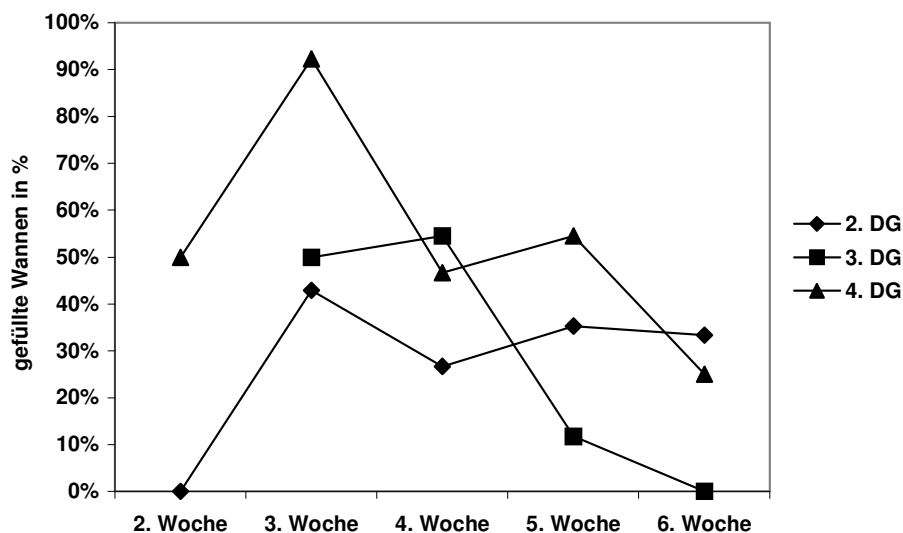 100%
90%
80%
70%
60%
50%
40%
30%
20%
10%
0%
gefüllte Wannen in %
2. Woche 3. Woche 4. Woche 5. Woche 6. Woche
2. DG
3. DG
4. DG